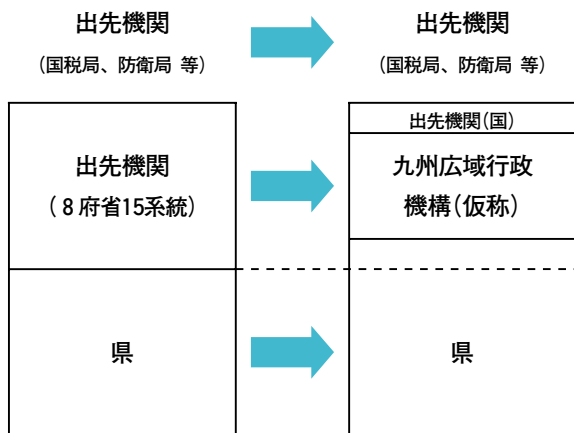 出先機関
(国税局、防衛局 等)
出先機関
(国税局、防衛局 等)
出先機関
(8府省15系統)
出先機関(国)
九州広域行政
機構(仮称)
県
県